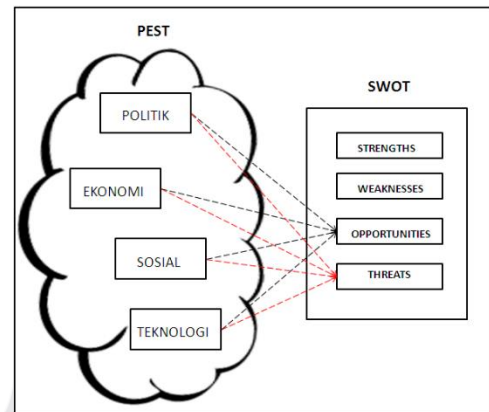 PEST
POLITIK
EKONOMI
SOSIAL
TEKNOLOGI
SWOT
STRENGTHS
WEAKNESSES
OPPORTUNITIES
THREATS